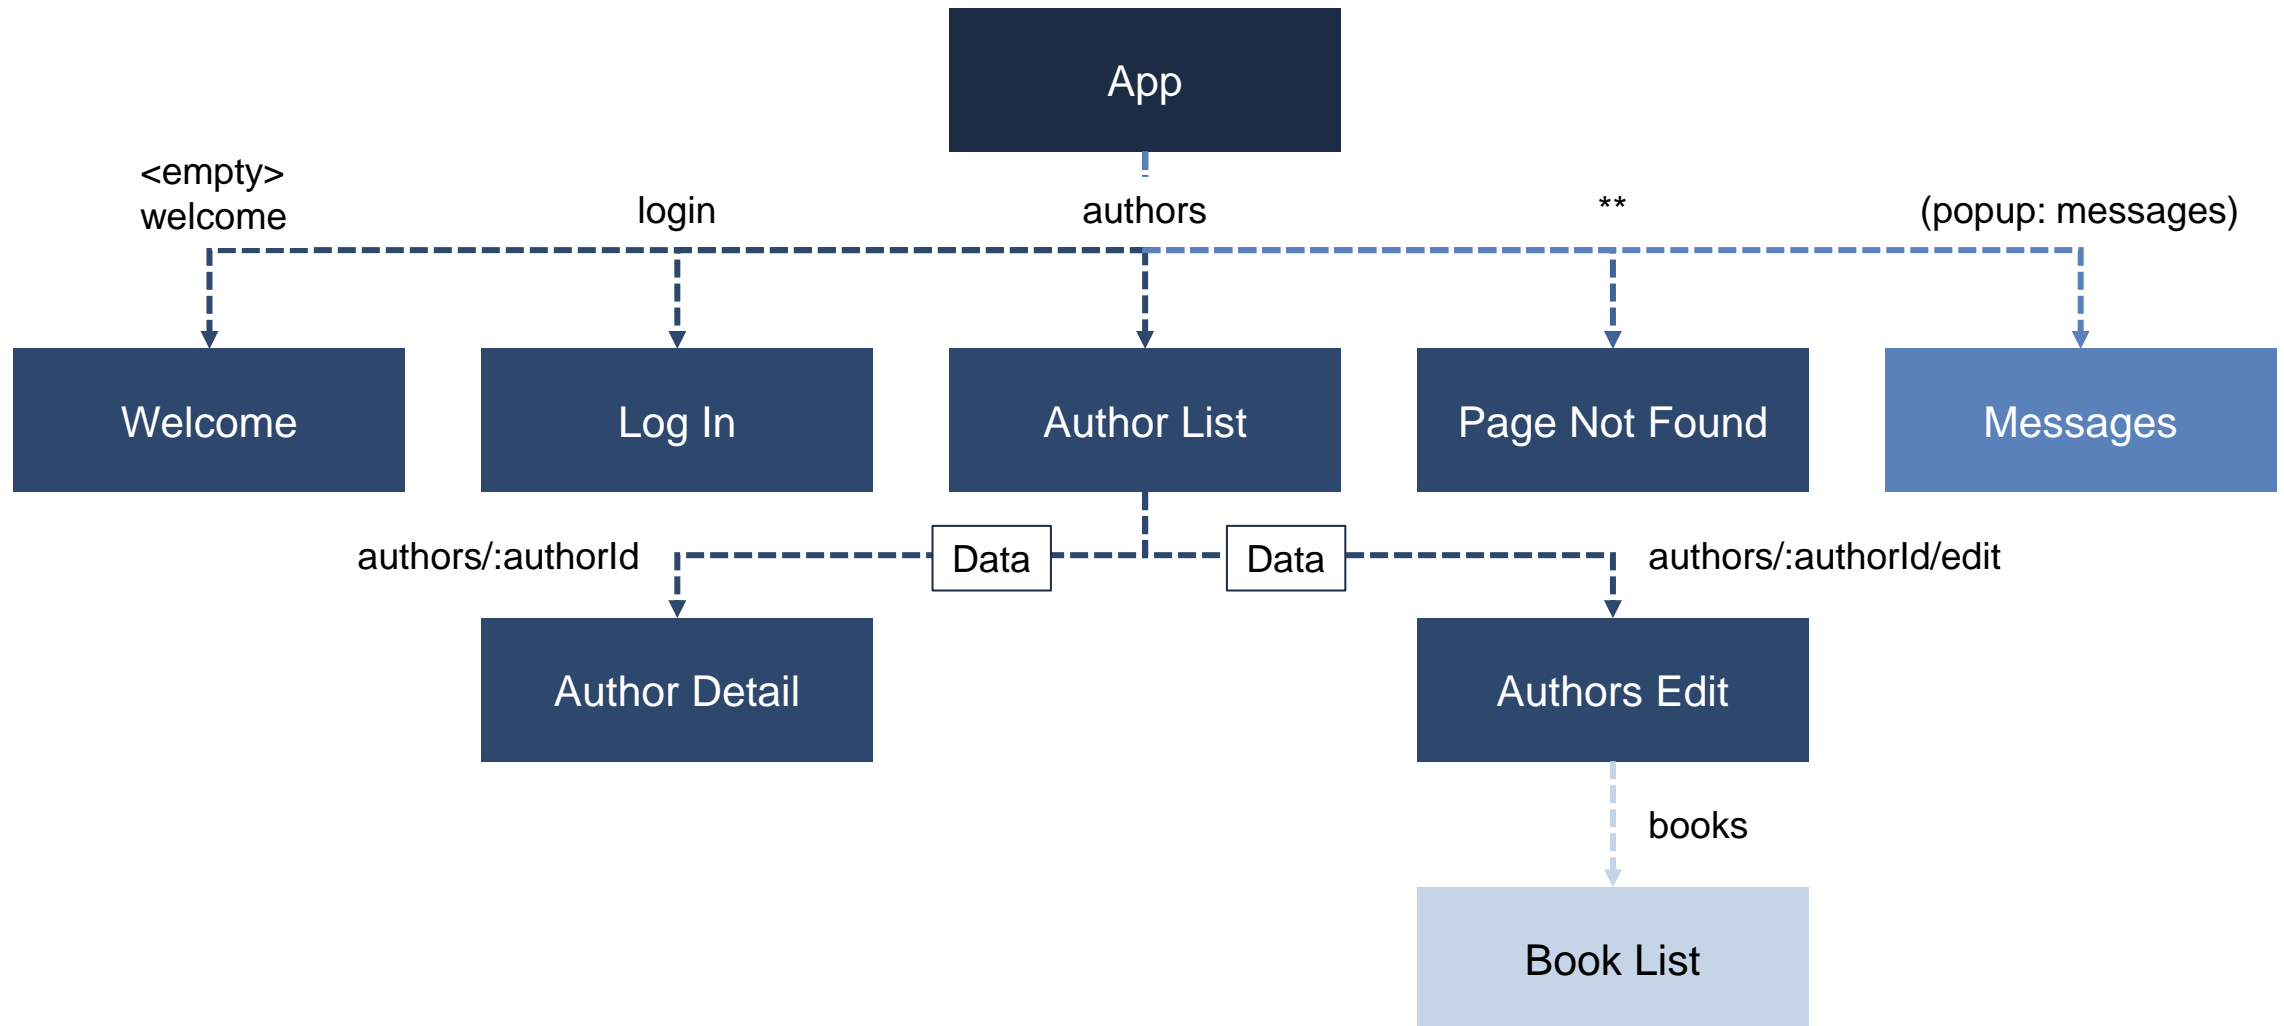 App
<empty>
welcome
login
authors
**
(popup: messages)
Welcome
Log In
Author List
Page Not Found
Messages
authors/:authorId
Data
Data
authors/:authorId/edit
Author Detail
Authors Edit
books
Book List